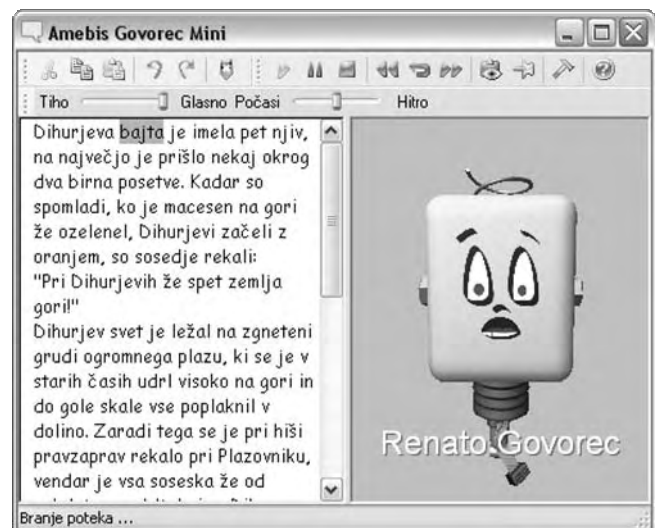 Amebis Govorec Mini
Tiho Glasno Počasi Hitro
Dihurjeva bajta je imela pet njiv,
na največjo je prišlo nekaj okrog
dva birna posetve. Kadar so
spomladi, ko je macesen na gori
že ozelenel, Dihurjevi začeli z
oranjem, so sosedje rekali:
"Pri Dihurjevih že spet zemlja
gori!"
Dihurjev svet je ležal na zgneteni
grudi ogromnega plazu, ki se je v
starih časih udrl visoko na gori in
do gole skale vse poplaknil v
dolino. Zaradi tega se je pri hiši
pravzaprav rekalo pri Plazovniku,
vendar je vsa soseska že od
Renato Govorec
Branje poteka ...